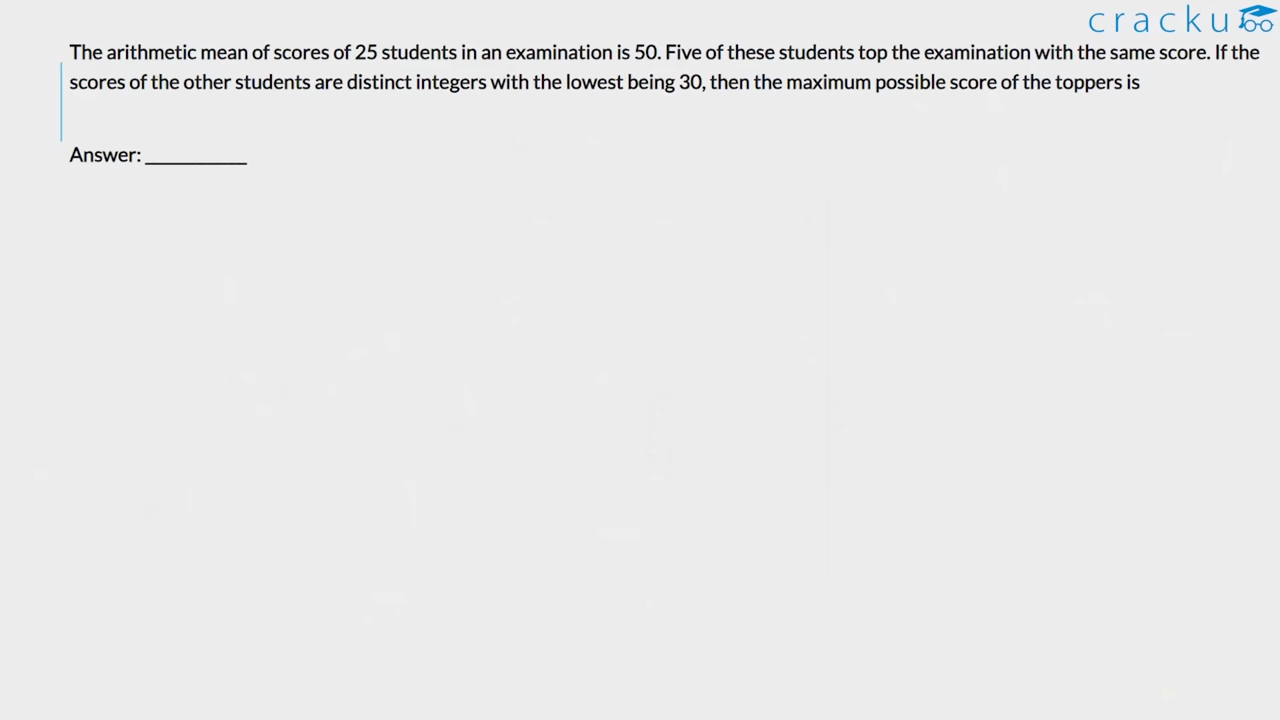 cracku
The arithmetic mean of scores of 25 students in an examination is 50. Five of these students top the examination with the same score. If the
scores of the other students are distinct integers with the lowest being 30, then the maximum possible score of the toppers is
Answer: __________